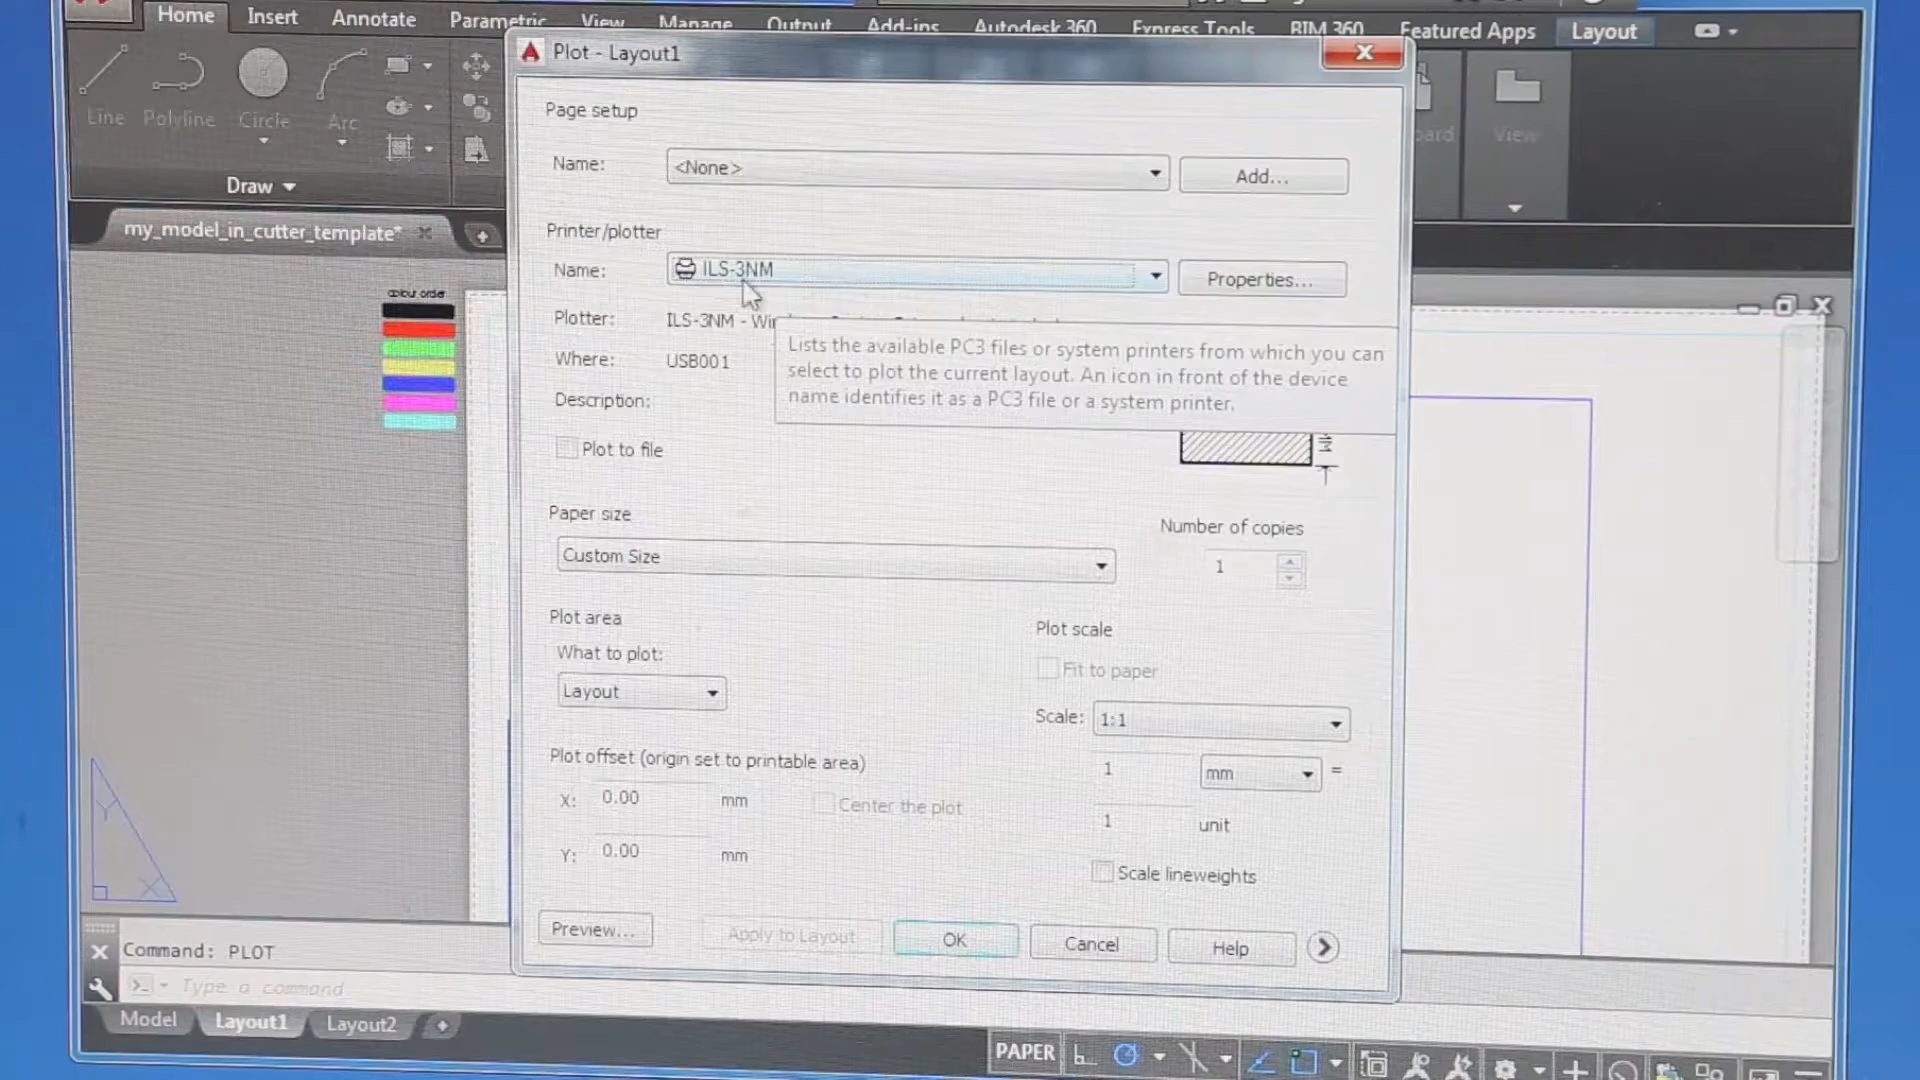 Home Insert Annotate Parametric View Manage Output Add-ins Autodesk 360 Express Tools BIM 360 Featured Apps Layout
Plot - Layout1
Line Polyline Circle Arc
View
Draw
my_model_in_cutter_template*
colour order
Page setup
Name: <None> Add...
Printer/plotter
Name: ILS-3NM Properties...
Plotter: ILS-3NM -
Where: USB001
Description:
Lists the available PC3 files or system printers from which you can
select to plot the current layout. An icon in front of the device
name identifies it as a PC3 file or a system printer.
Plot to file
Paper size
Custom Size
Number of copies
1
Plot area
What to plot:
Layout
Plot scale
Fit to paper
Scale: 1:1
1 mm =
1 unit
Scale lineweights
Plot offset (origin set to printable area)
X: 0.00 mm Center the plot
Y: 0.00 mm
Preview... Apply to Layout OK Cancel Help
Y
X
Command: PLOT
Type a command
Model Layout1 Layout2
PAPER